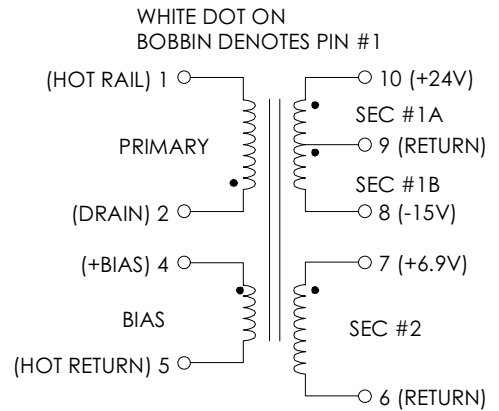 WHITE DOT ON
BOBBIN DENOTES PIN #1
(HOT RAIL) 1
10 (+24V)
SEC #1A
PRIMARY
9 (RETURN)
SEC #1B
(DRAIN) 2
8 (-15V)
(+BIAS) 4
7 (+6.9V)
BIAS
SEC #2
(HOT RETURN) 5
6 (RETURN)